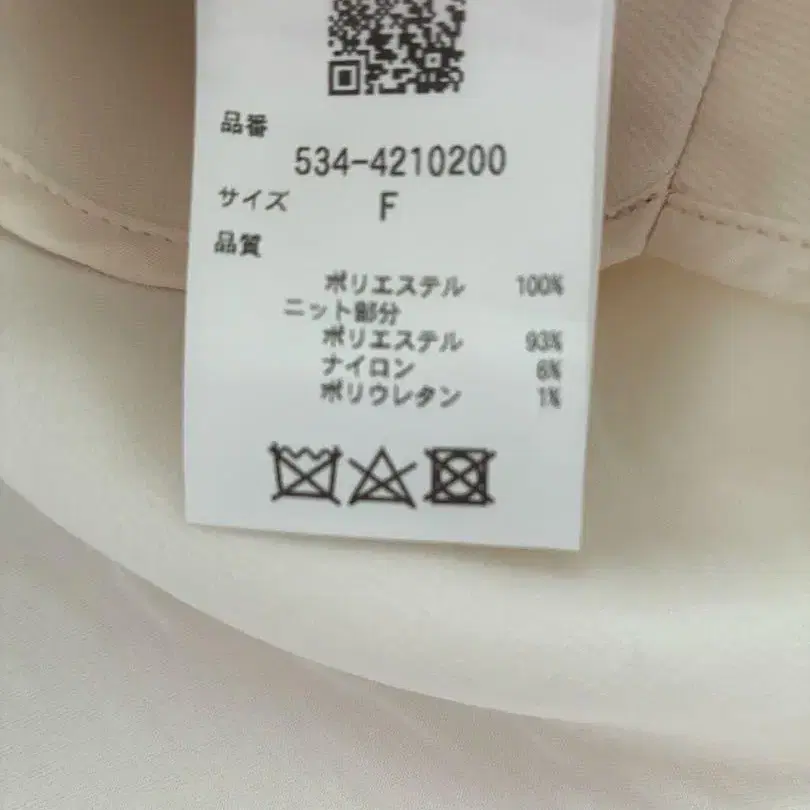 品番
534-4210200
サイズ F
品質
ポリエステル 100%
ニット部分
ポリエステル 93%
ナイロン 6%
ポリウレタン 1%